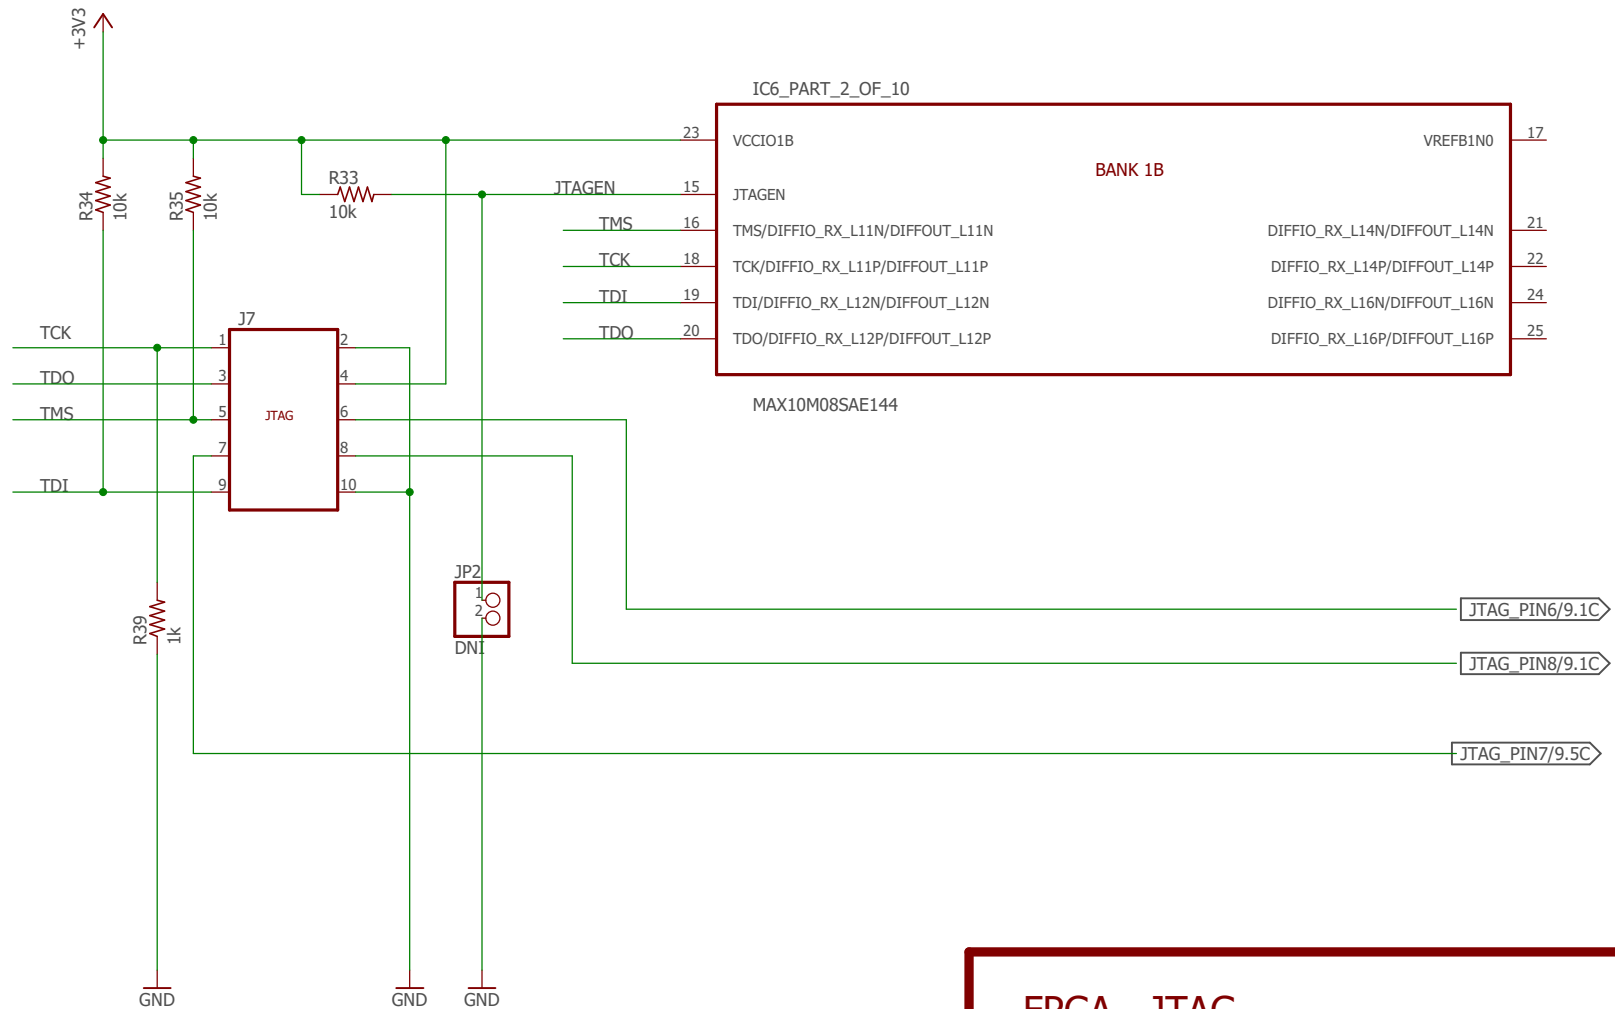 +3V3
IC6_PART_2_OF_10
23 VCCIO1B
VREFB1N0 17
BANK 1B
R33
10k
JTAGEN 15 JTAGEN
R34
10k
R35
10k
TMS 16 TMS/DIFFIO_RX_L11N/DIFFOUT_L11N
DIFFIO_RX_L14N/DIFFOUT_L14N 21
TCK 18 TCK/DIFFIO_RX_L11P/DIFFOUT_L11P
DIFFIO_RX_L14P/DIFFOUT_L14P 22
TDI 19 TDI/DIFFIO_RX_L12N/DIFFOUT_L12N
DIFFIO_RX_L16N/DIFFOUT_L16N 24
TDO 20 TDO/DIFFIO_RX_L12P/DIFFOUT_L12P
DIFFIO_RX_L16P/DIFFOUT_L16P 25
MAX10M08SAE144
J7
TCK 1 2
TDO 3 4
TMS 5 JTAG 6
7 8
TDI 9 10
JP2
1
2
DNI
R39
1k
JTAG_PIN6/9.1C
JTAG_PIN8/9.1C
JTAG_PIN7/9.5C
GND
GND
GND
FPGA - JTAG